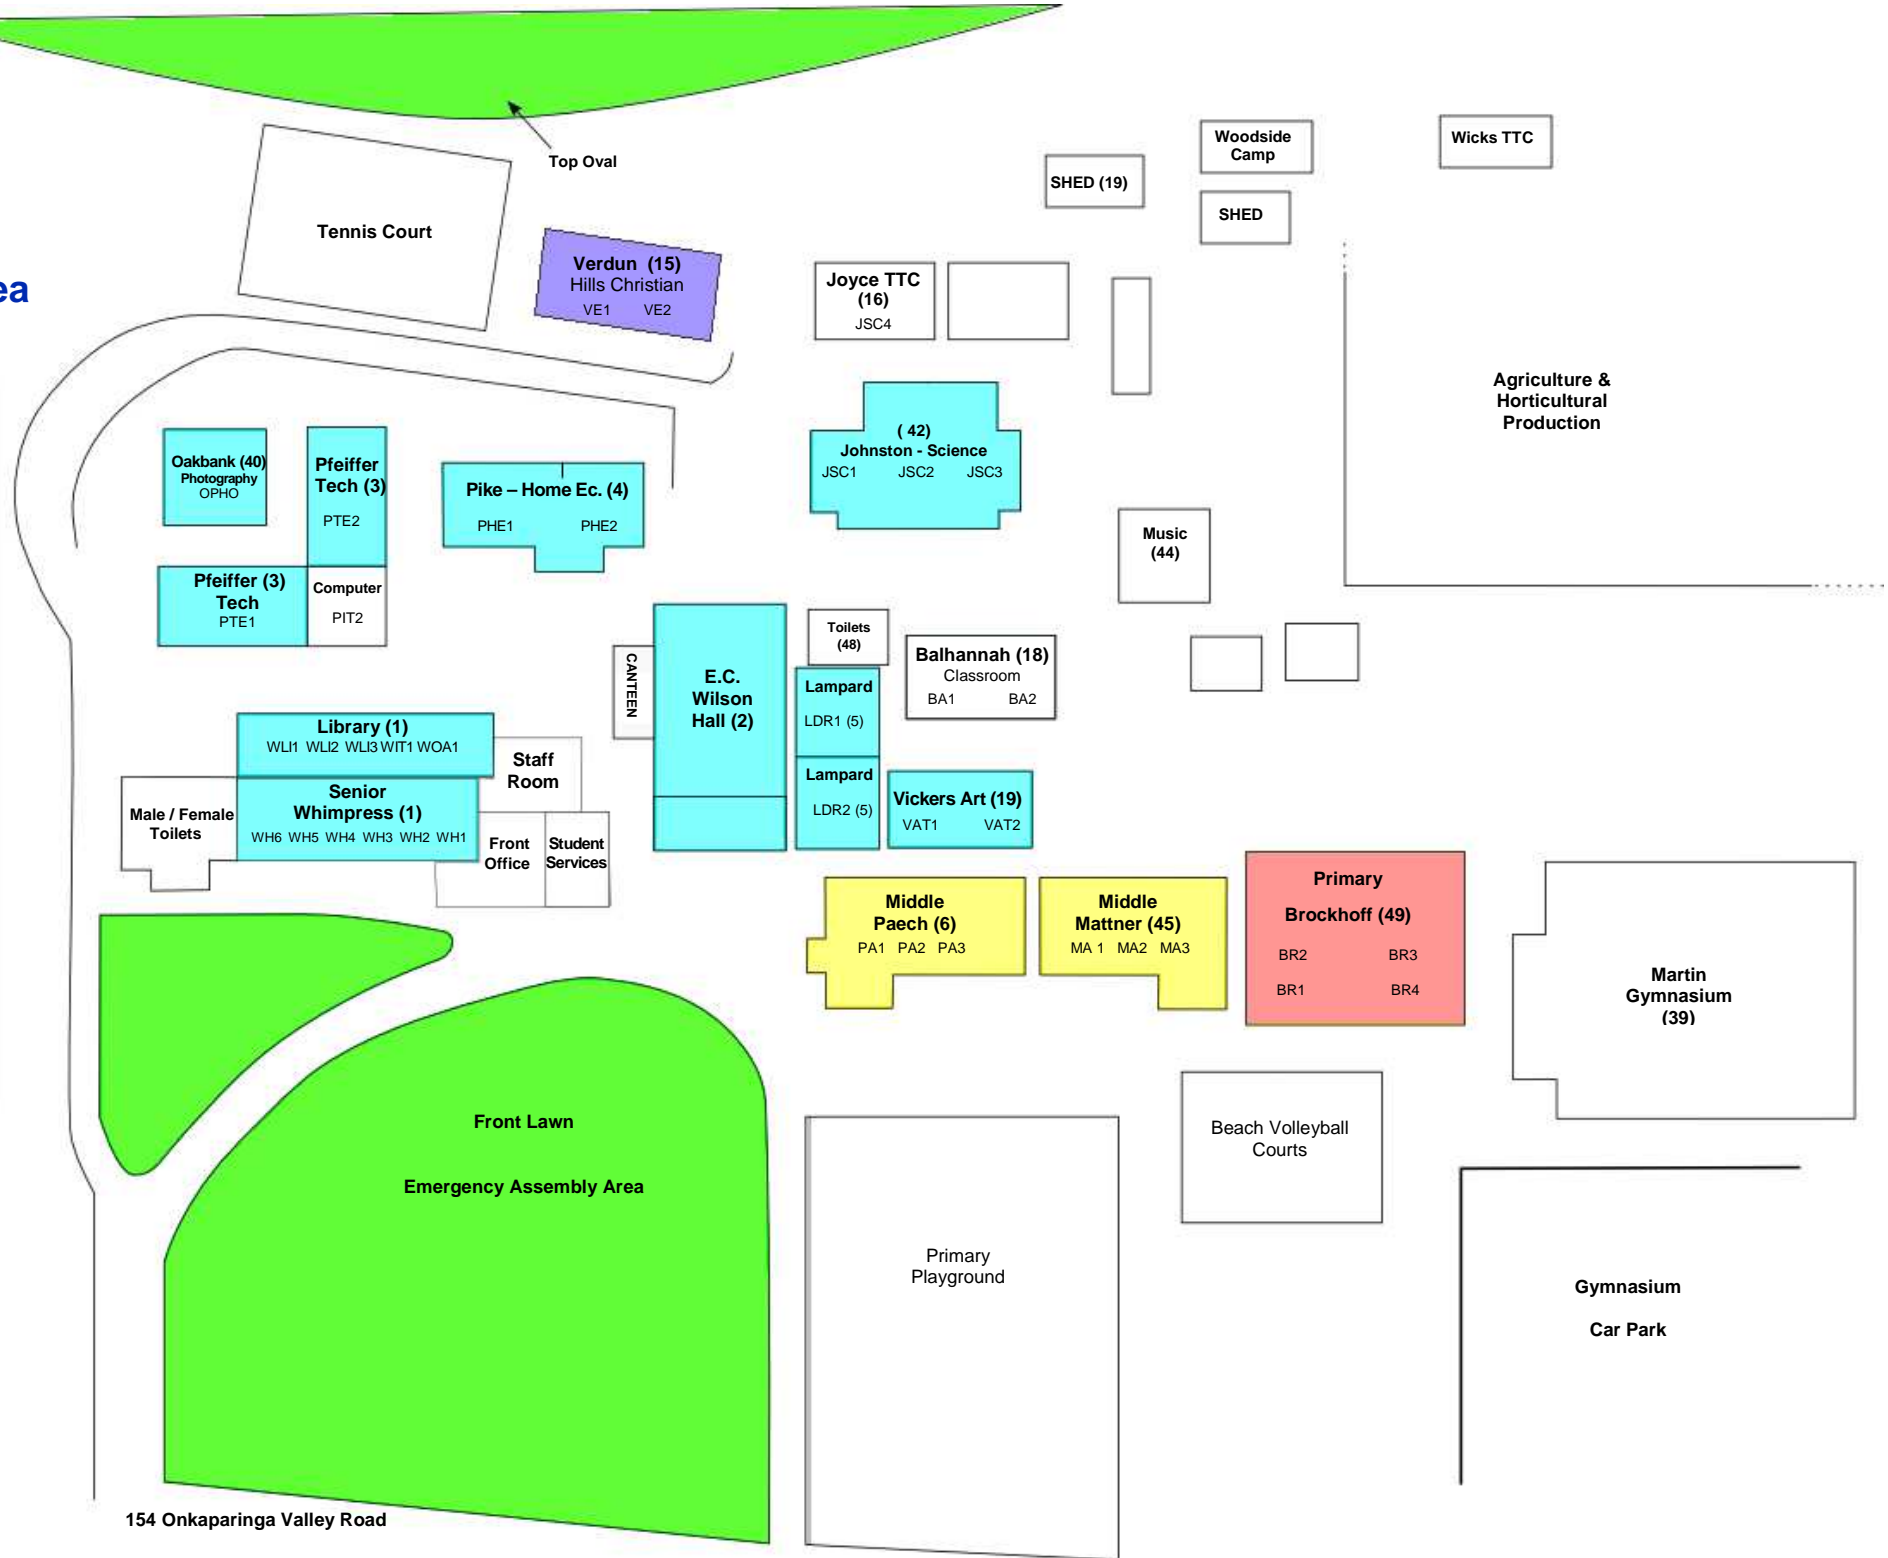 Top Oval
Woodside
Camp
Wicks TTC
SHED (19)
SHED
Tennis Court
Verdun (15)
Hills Christian
VE1 VE2
ea
Joyce TTC
(16)
JSC4
Agriculture &
Horticultural
Production
( 42)
Johnston - Science
JSC1 JSC2 JSC3
Oakbank (40)
Photography
OPHO
Pfeiffer
Tech (3)
PTE2
Pike – Home Ec. (4)
PHE1 PHE2
Music
(44)
Pfeiffer (3)
Tech
PTE1
Computer
PIT2
CANTEEN
E.C.
Wilson
Hall (2)
Toilets
(48)
Lampard
LDR1 (5)
Balhannah (18)
Classroom
BA1 BA2
Library (1)
WLI1 WLI2 WLI3 WIT1 WOA1
Staff
Room
Male / Female
Toilets
Senior
Whimpress (1)
WH6 WH5 WH4 WH3 WH2 WH1
Front
Office
Student
Services
Lampard
LDR2 (5)
Vickers Art (19)
VAT1 VAT2
Middle
Paech (6)
PA1 PA2 PA3
Middle
Mattner (45)
MA 1 MA2 MA3
Primary
Brockhoff (49)
BR2 BR3
BR1 BR4
Martin
Gymnasium
(39)
Front Lawn
Emergency Assembly Area
Beach Volleyball
Courts
Primary
Playground
Gymnasium
Car Park
154 Onkaparinga Valley Road